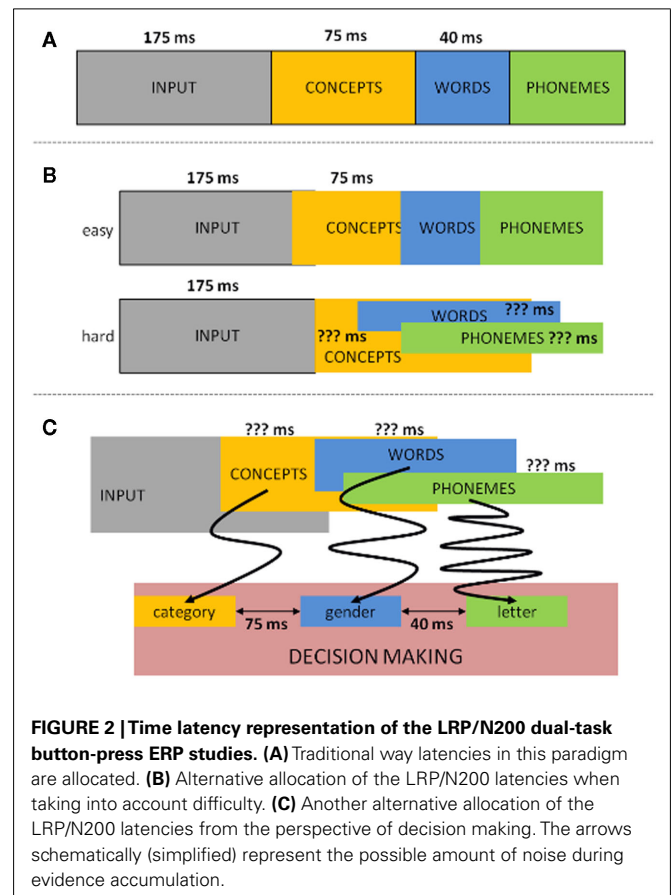 A
175 ms 75 ms 40 ms
INPUT CONCEPTS WORDS PHONEMES
B
175 ms 75 ms
easy INPUT CONCEPTS WORDS PHONEMES
175 ms
hard INPUT WORDS ??? ms
??? ms PHONEMES ??? ms
CONCEPTS
C
??? ms ??? ms
WORDS ??? ms
CONCEPTS
INPUT PHONEMES
category gender letter
75 ms 40 ms
DECISION MAKING
FIGURE 2 | Time latency representation of the LRP/N200 dual-task
button-press ERP studies. (A) Traditional way latencies in this paradigm
are allocated. (B) Alternative allocation of the LRP/N200 latencies when
taking into account difficulty. (C) Another alternative allocation of the
LRP/N200 latencies from the perspective of decision making. The arrows
schematically (simplified) represent the possible amount of noise during
evidence accumulation.